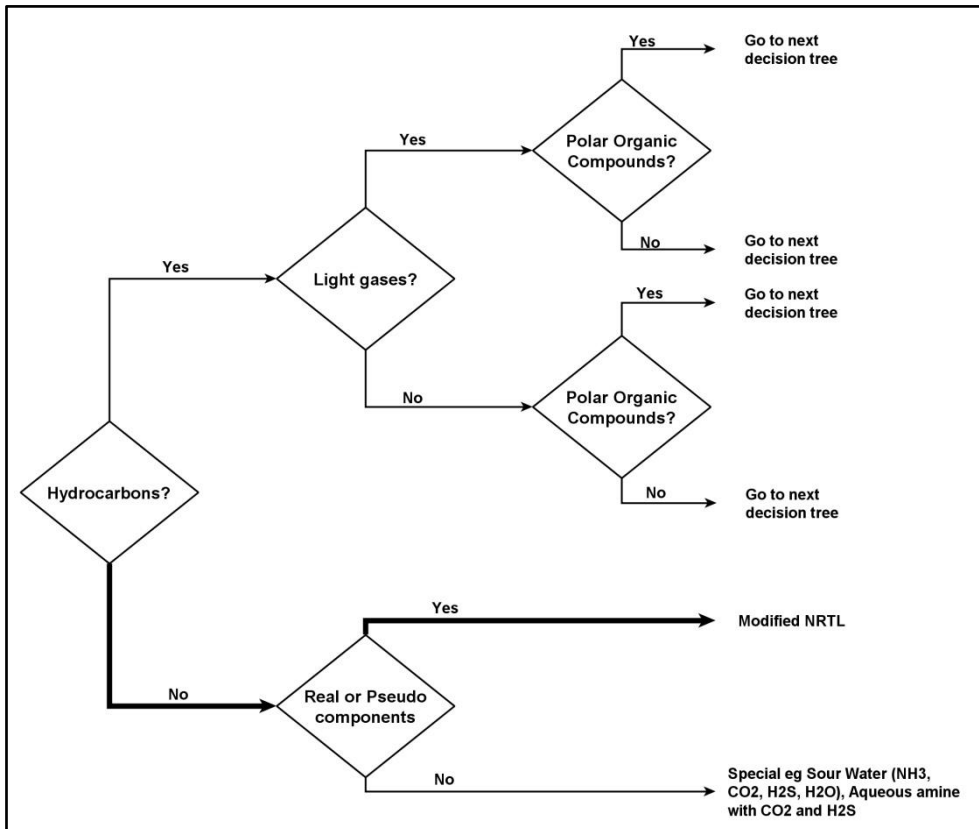 Yes
Go to next
decision tree
Polar Organic
Compounds?
Yes
No
Go to next
decision tree
Yes
Light gases?
Yes
Go to next
decision tree
No
Polar Organic
Compounds?
Hydrocarbons?
No
Go to next
decision tree
Yes
Modified NRTL
No
Real or Pseudo
components
No
Special eg Sour Water (NH3,
CO2, H2S, H2O), Aqueous amine
with CO2 and H2S